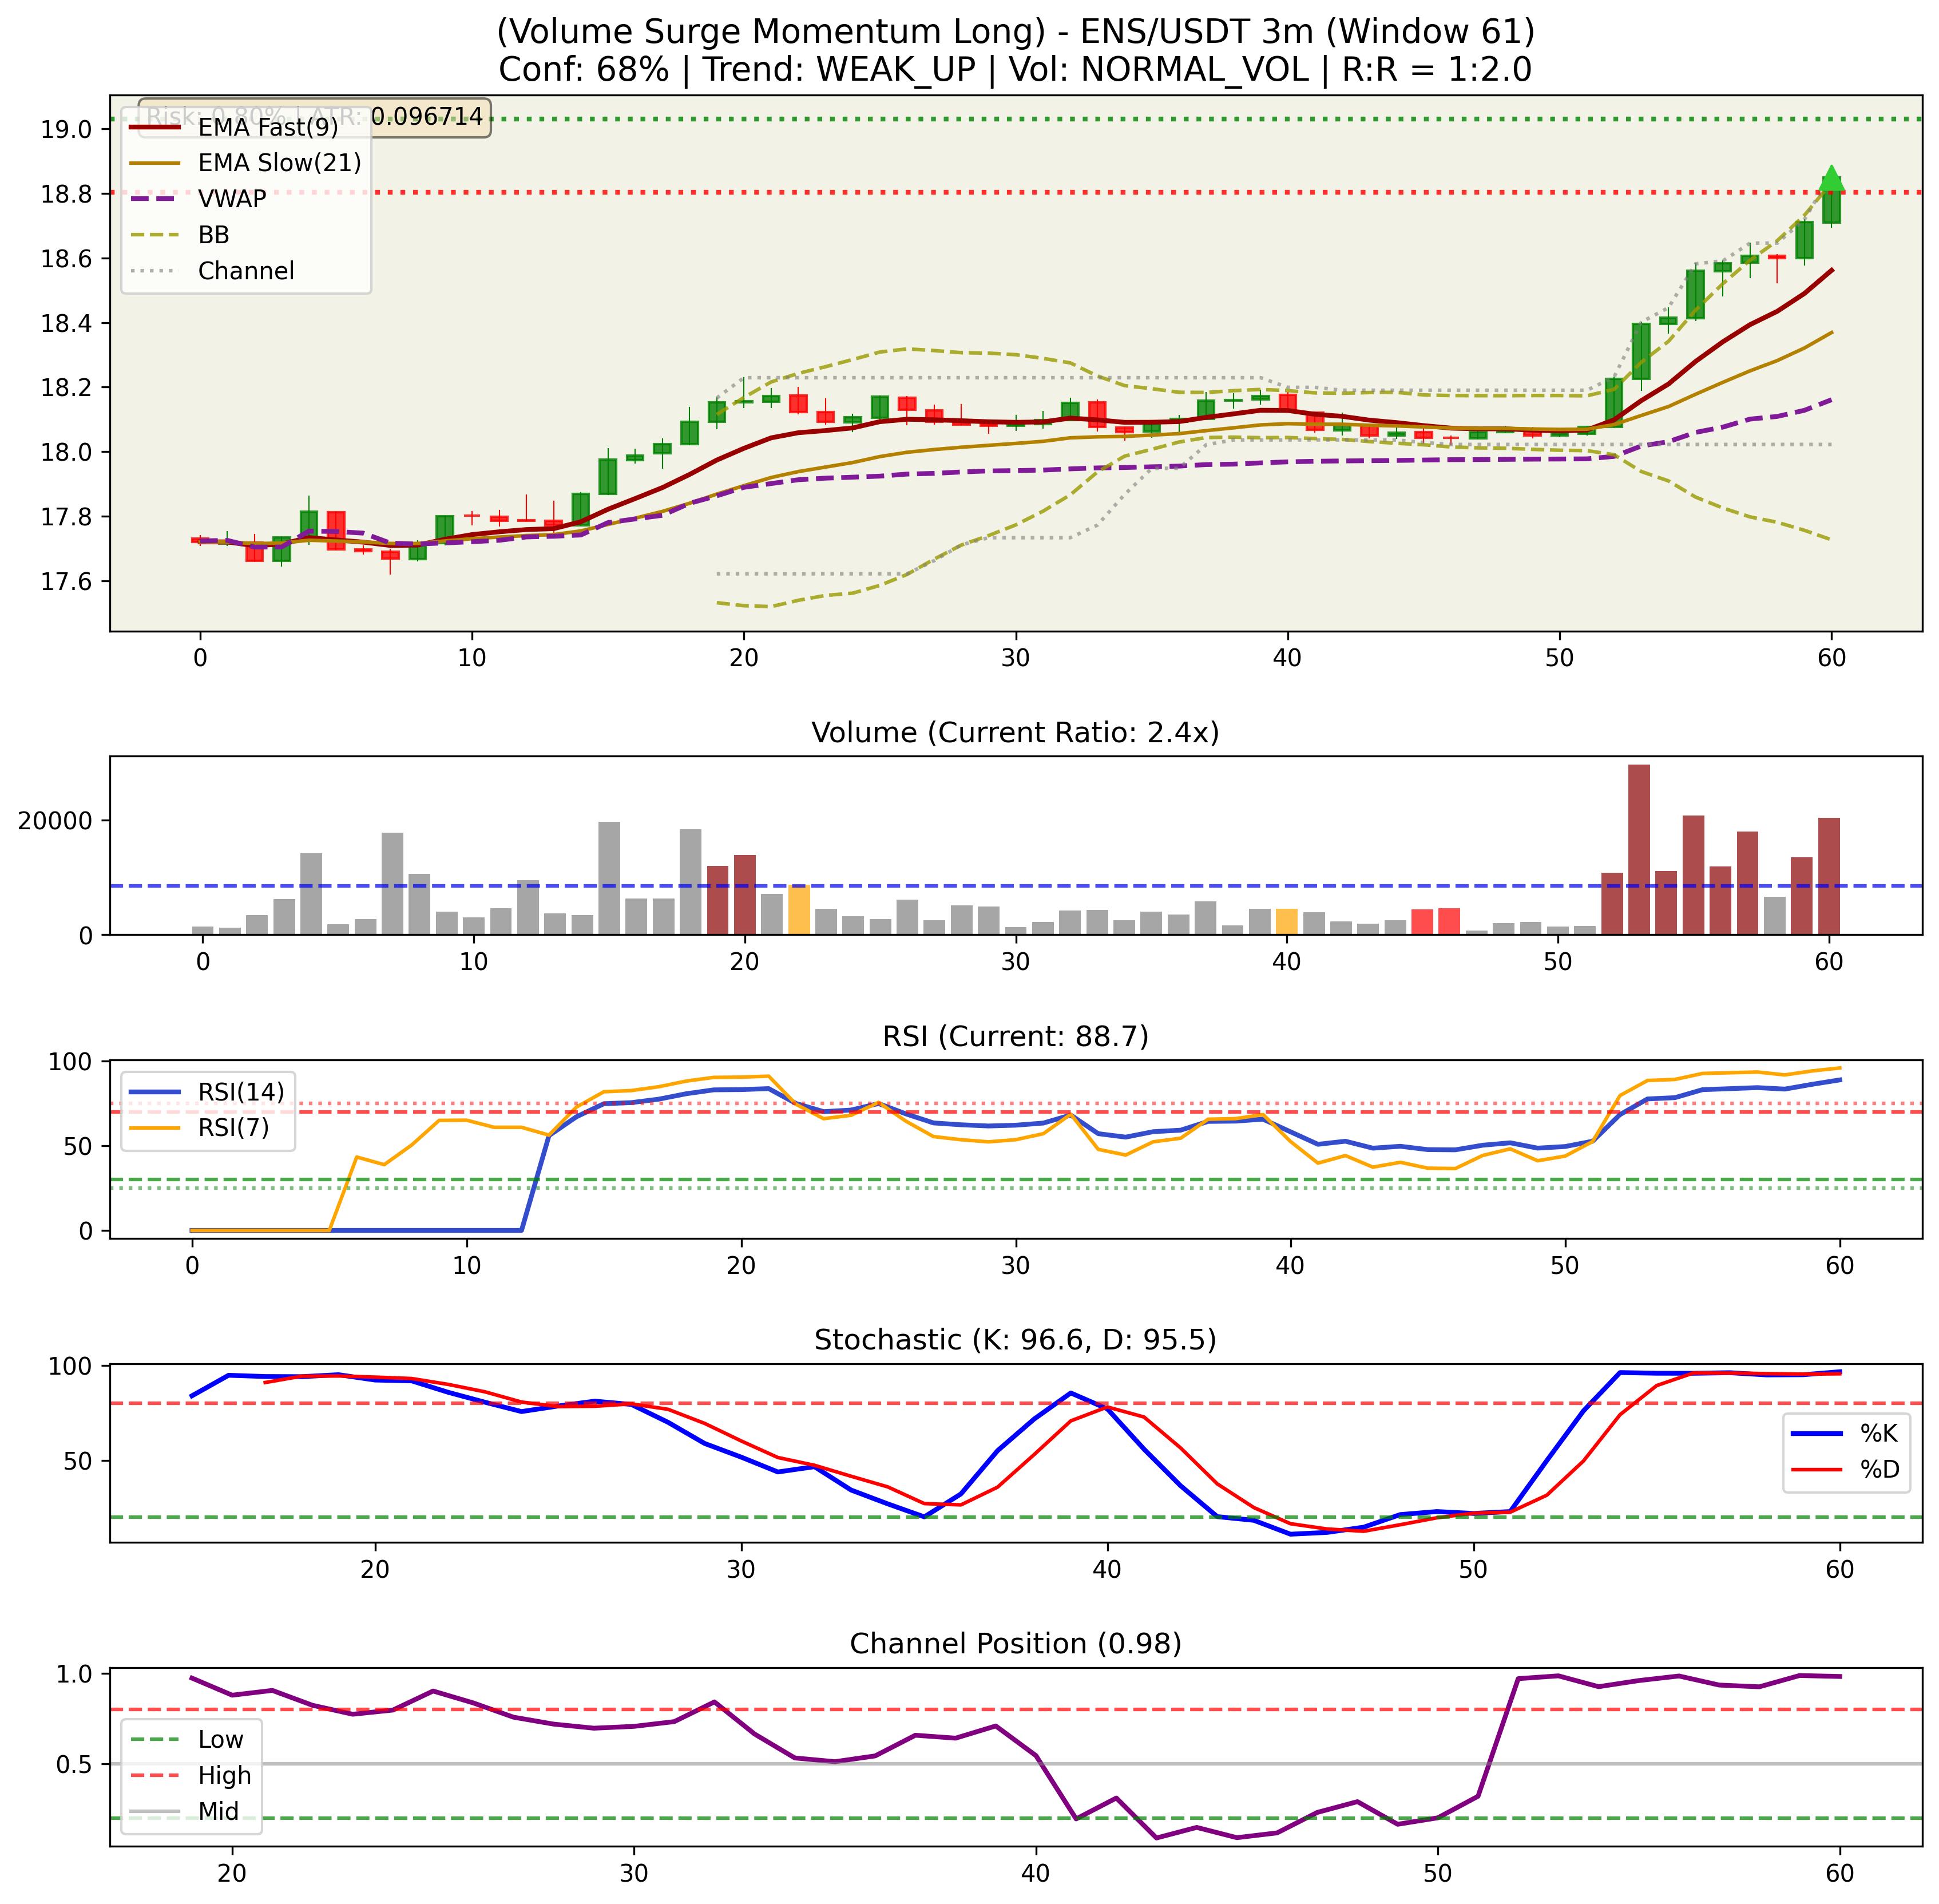 (Volume Surge Momentum Long) - ENS/USDT 3m (Window 61)
Conf: 68% | Trend: WEAK_UP | Vol: NORMAL_VOL | R:R = 1:2.0
Risk: 0.80% | ATR: 0.096714
EMA Fast(9)
EMA Slow(21)
VWAP
BB
Channel
19.0
18.8
18.6
18.4
18.2
18.0
17.8
17.6
0 10 20 30 40 50 60
Volume (Current Ratio: 2.4x)
20000
0
0 10 20 30 40 50 60
RSI (Current: 88.7)
RSI(14)
RSI(7)
100
50
0
0 10 20 30 40 50 60
Stochastic (K: 96.6, D: 95.5)
%K
%D
100
50
20 30 40 50 60
Channel Position (0.98)
1.0
0.5
Low
High
Mid
20 30 40 50 60